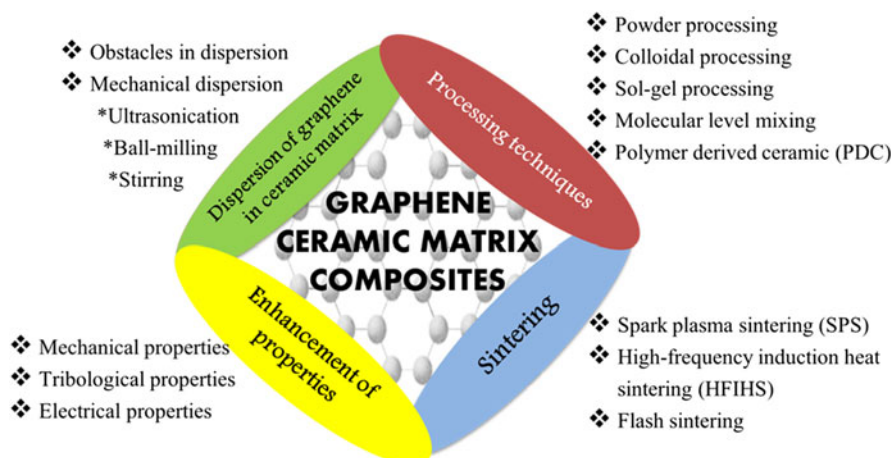 ❖ Obstacles in dispersion
❖ Mechanical dispersion
*Ultrasonication
*Ball-milling
*Stirring
Dispersion of graphene
in ceramic matrix
Processing techniques
❖ Powder processing
❖ Colloidal processing
❖ Sol-gel processing
❖ Molecular level mixing
❖ Polymer derived ceramic (PDC)
GRAPHENE
CERAMIC MATRIX
COMPOSITES
Enhancement of
properties
❖ Mechanical properties
❖ Tribological properties
❖ Electrical properties
Sintering
❖ Spark plasma sintering (SPS)
❖ High-frequency induction heat
sintering (HFIHS)
❖ Flash sintering